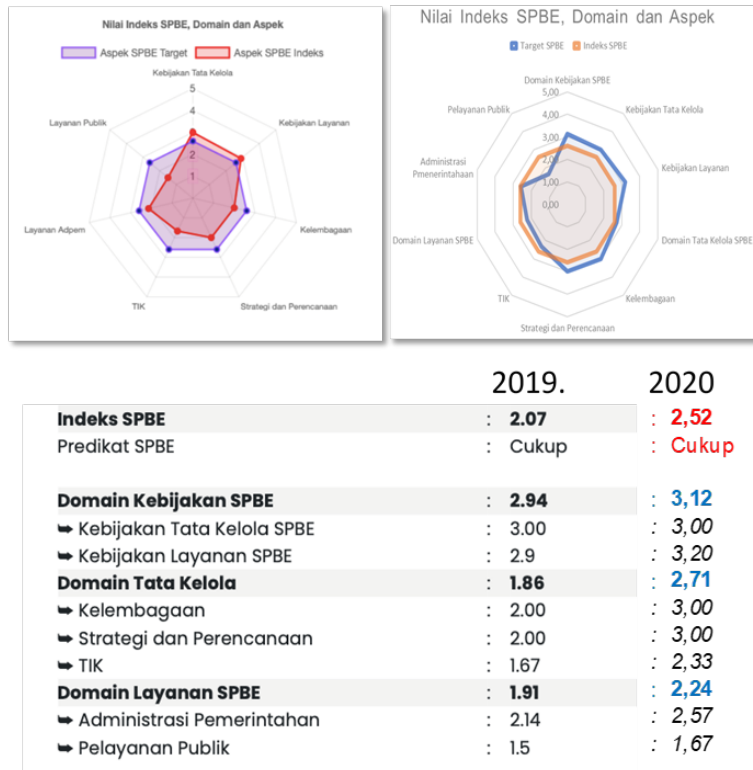 Nilai Indeks SPBE, Domain dan Aspek
Aspek SPBE Target Aspek SPBE Indeks
Kebijakan Tata Kelola
5
4
2
1
Layanan Publik
Kebijakan Layanan
Layanan Adpem
Kelembagaan
TIK
Strategi dan Perencanaan
Nilai Indeks SPBE, Domain dan Aspek
Target SPBE Indeks SPBE
Domain Kebijakan SPBE
5,00
4,00
3,00
2,00
1,00
0,00
Pelayanan Publik
Kebijakan Tata Kelola
Administrasi
Pmenerintahaan
Kebijakan Layanan
Domain Layanan SPBE
Domain Tata Kelola SPBE
TIK
Kelembagaan
Strategi dan Perencanaan
2019. 2020
Indeks SPBE : 2.07 : 2,52
Predikat SPBE : Cukup : Cukup
Domain Kebijakan SPBE : 2.94 : 3,12
➥ Kebijakan Tata Kelola SPBE : 3.00 : 3,00
➥ Kebijakan Layanan SPBE : 2.9 : 3,20
Domain Tata Kelola : 1.86 : 2,71
➥ Kelembagaan : 2.00 : 3,00
➥ Strategi dan Perencanaan : 2.00 : 3,00
➥ TIK : 1.67 : 2,33
Domain Layanan SPBE : 1.91 : 2,24
➥ Administrasi Pemerintahan : 2.14 : 2,57
➥ Pelayanan Publik : 1.5 : 1,67